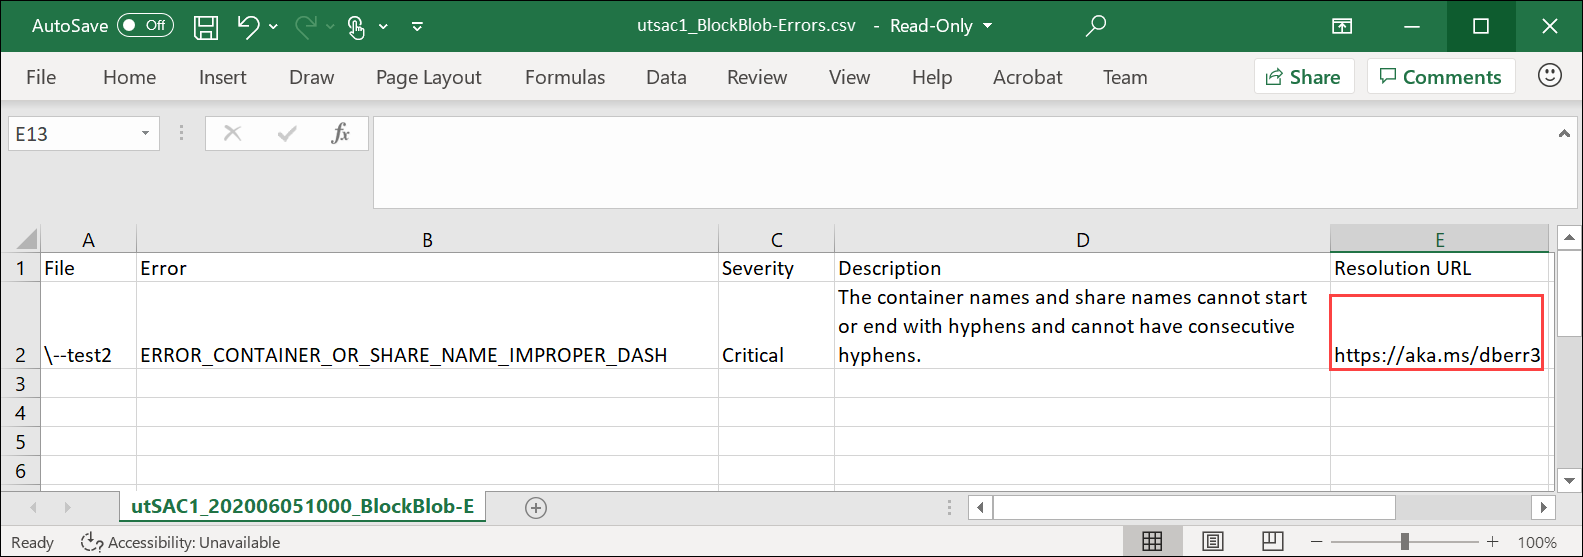 AutoSave Off utsac1_BlockBlob-Errors.csv - Read-Only
File Home Insert Draw Page Layout Formulas Data Review View Help Acrobat Team Share Comments
E13 fx
A B C D E
1 File Error Severity Description Resolution URL
The container names and share names cannot start
or end with hyphens and cannot have consecutive
2 \--test2 ERROR_CONTAINER_OR_SHARE_NAME_IMPROPER_DASH Critical hyphens. https://aka.ms/dberr3
3
4
5
6
utSAC1_202006051000_BlockBlob-E
Ready Accessibility: Unavailable 100%